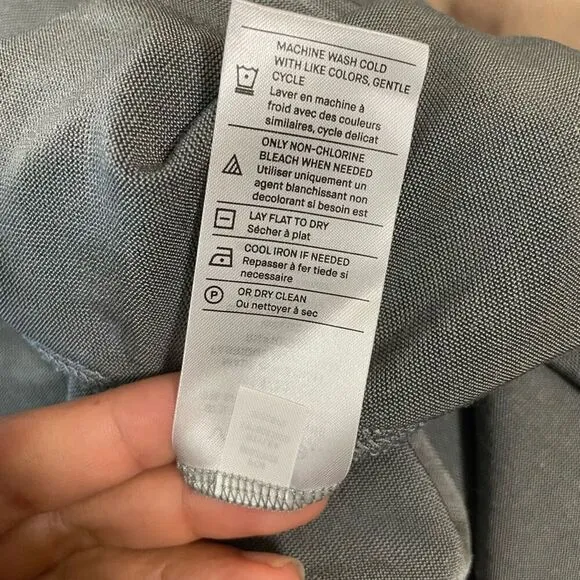 MACHINE WASH COLD
WITH LIKE COLORS, GENTLE
CYCLE
Laver en machine à
froid avec des couleurs
similaires, cycle delicat
ONLY NON-CHLORINE
BLEACH WHEN NEEDED
Utiliser uniquement un
agent blanchissant non
decolorant si besoin est
LAY FLAT TO DRY
Sécher à plat
COOL IRON IF NEEDED
Repasser à fer tiede si
necessaire
P
OR DRY CLEAN
Ou nettoyer à sec